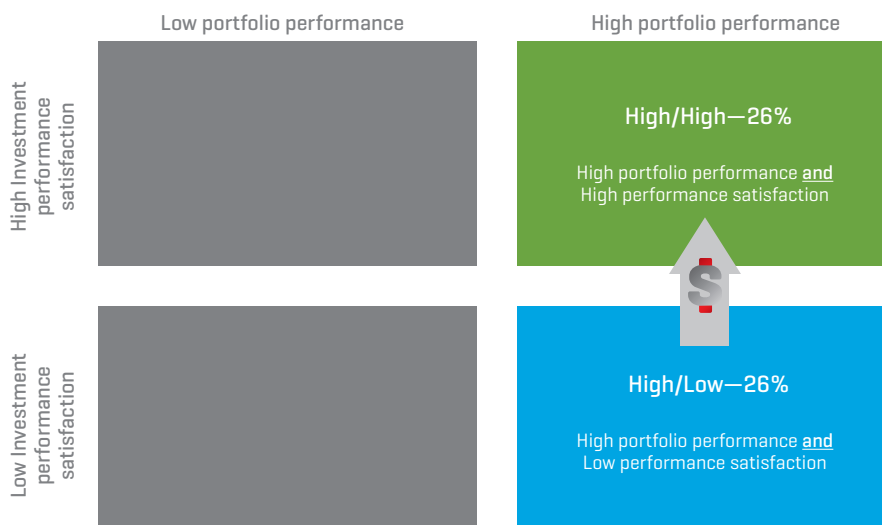 Low portfolio performance
High portfolio performance
High Investment
performance
satisfaction
High/High—26%
High portfolio performance and
High performance satisfaction
$
Low Investment
performance
satisfaction
High/Low—26%
High portfolio performance and
Low performance satisfaction